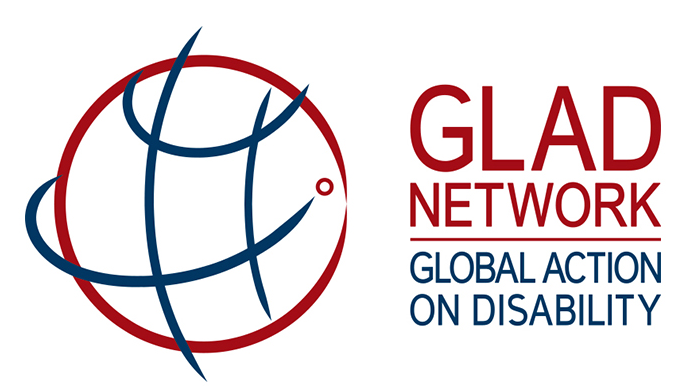 GLAD
NETWORK
GLOBAL ACTION
ON DISABILITY